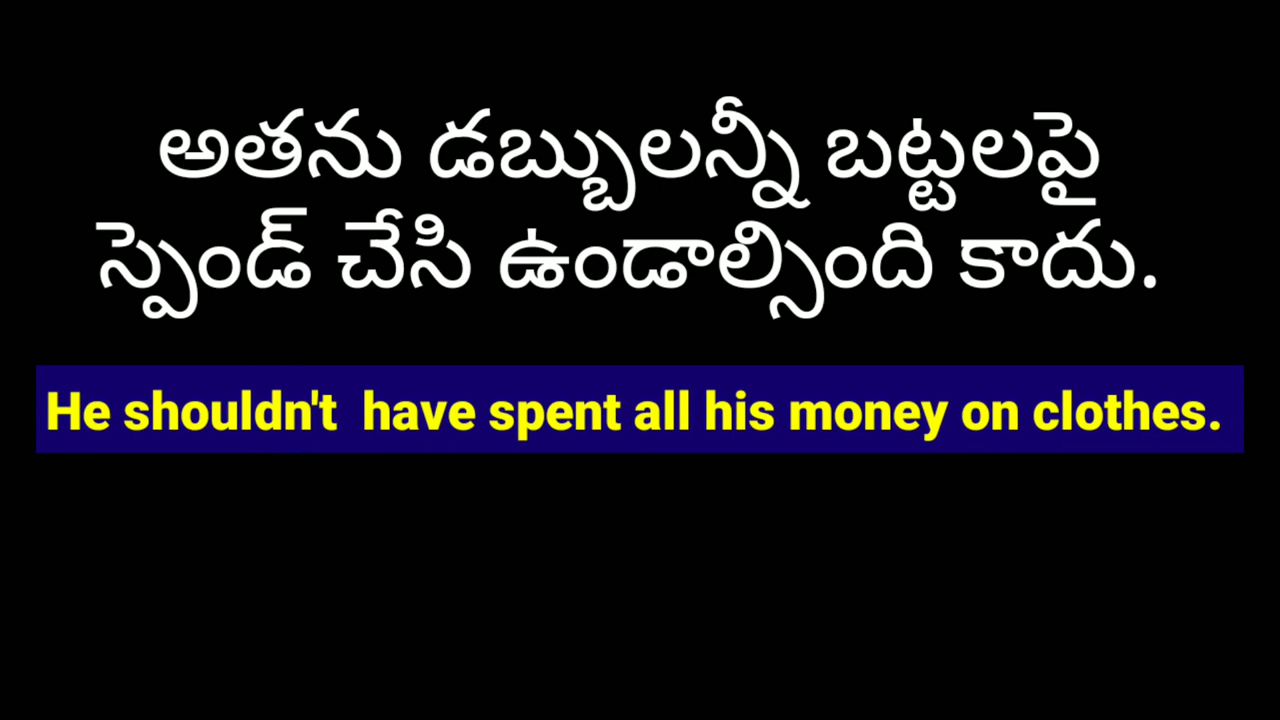 అతను డబ్బులన్నీ బట్టలపై
స్పెండ్ చేసి ఉండాల్సింది కాదు.
He shouldn't  have spent all his money on clothes.